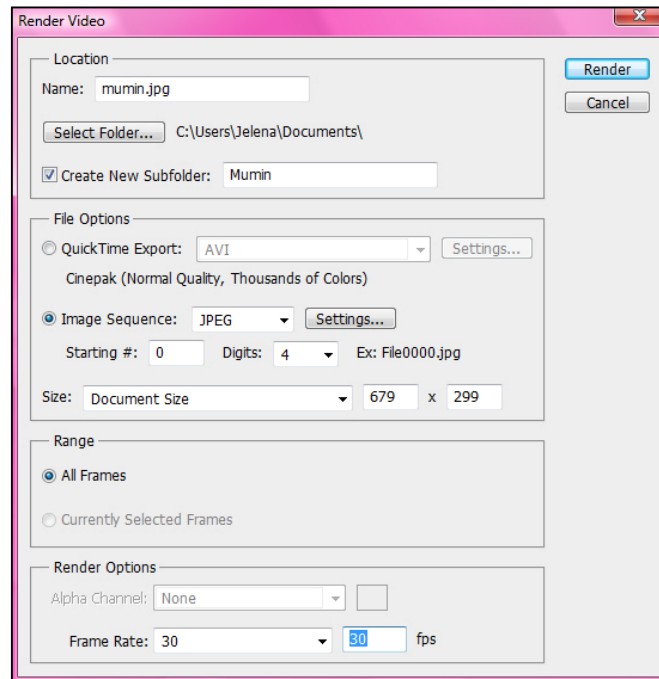 Render Video
Location
Render
Name: mumin.jpg
Cancel
Select Folder... C:\Users\Jelena\Documents\
Create New Subfolder: Mumin
File Options
QuickTime Export: AVI Settings...
Cinepak (Normal Quality, Thousands of Colors)
Image Sequence: JPEG Settings...
Starting #: 0 Digits: 4 Ex: File0000.jpg
Size: Document Size 679 x 299
Range
All Frames
Currently Selected Frames
Render Options
Alpha Channel: None
Frame Rate: 30 30 fps